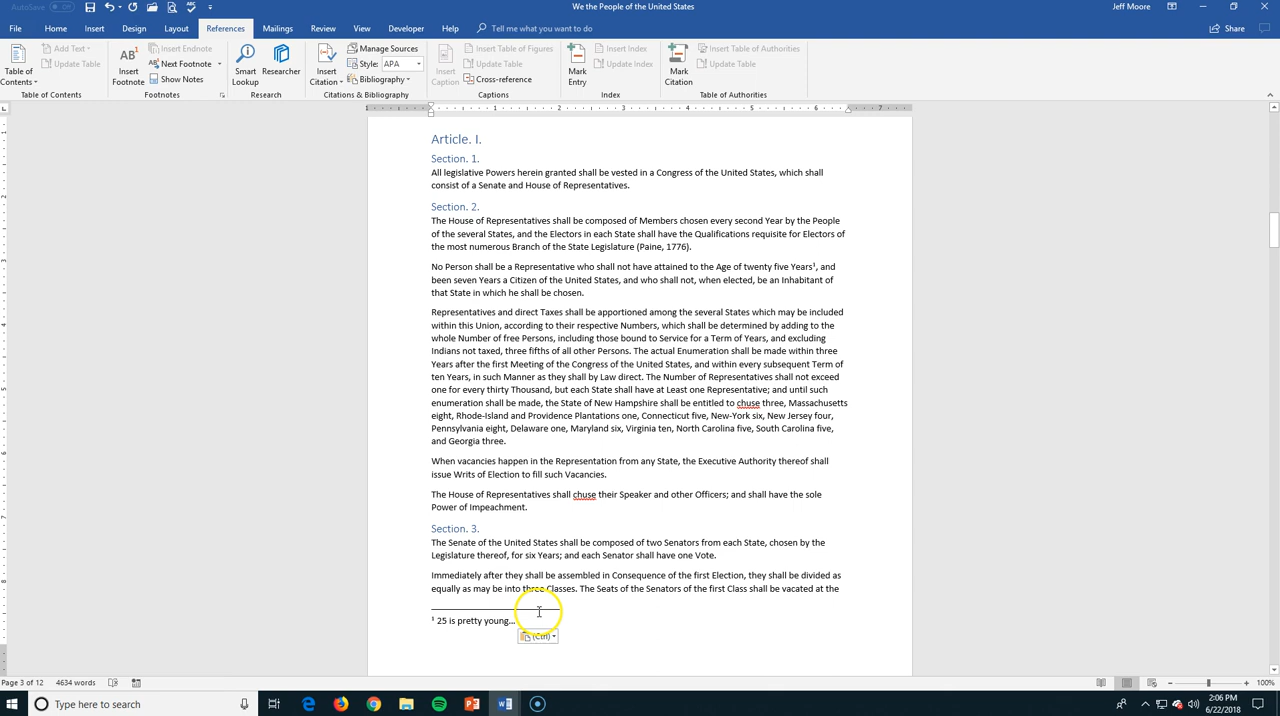 AutoSave Off
We the People of the United States
Jeff Moore
File Home Insert Draw Design Layout References Mailings Review View Developer Help Tell me what you want to do
Share
Table of Contents
Add Text
Update Table
Table of Contents
AB¹ Insert Footnote
Insert Endnote
Next Footnote
Show Notes
Footnotes
Smart Lookup
Researcher
Research
Insert Citation
Manage Sources
Style: APA
Bibliography
Citations & Bibliography
Insert Caption
Insert Table of Figures
Update Table
Cross-reference
Captions
Mark Entry
Insert Index
Update Index
Index
Mark Citation
Insert Table of Authorities
Update Table
Table of Authorities
1 1 2 3 4 5 6 7
Article. I.
Section. 1.
All legislative Powers herein granted shall be vested in a Congress of the United States, which shall
consist of a Senate and House of Representatives.
Section. 2.
The House of Representatives shall be composed of Members chosen every second Year by the People
of the several States, and the Electors in each State shall have the Qualifications requisite for Electors of
the most numerous Branch of the State Legislature (Paine, 1776).
No Person shall be a Representative who shall not have attained to the Age of twenty five Years¹, and
been seven Years a Citizen of the United States, and who shall not, when elected, be an Inhabitant of
that State in which he shall be chosen.
Representatives and direct Taxes shall be apportioned among the several States which may be included
within this Union, according to their respective Numbers, which shall be determined by adding to the
whole Number of free Persons, including those bound to Service for a Term of Years, and excluding
Indians not taxed, three fifths of all other Persons. The actual Enumeration shall be made within three
Years after the first Meeting of the Congress of the United States, and within every subsequent Term of
ten Years, in such Manner as they shall by Law direct. The Number of Representatives shall not exceed
one for every thirty Thousand, but each State shall have at Least one Representative; and until such
enumeration shall be made, the State of New Hampshire shall be entitled to chuse three, Massachusetts
eight, Rhode-Island and Providence Plantations one, Connecticut five, New-York six, New Jersey four,
Pennsylvania eight, Delaware one, Maryland six, Virginia ten, North Carolina five, South Carolina five,
and Georgia three.
When vacancies happen in the Representation from any State, the Executive Authority thereof shall
issue Writs of Election to fill such Vacancies.
The House of Representatives shall chuse their Speaker and other Officers; and shall have the sole
Power of Impeachment.
Section. 3.
The Senate of the United States shall be composed of two Senators from each State, chosen by the
Legislature thereof, for six Years; and each Senator shall have one Vote.
Immediately after they shall be assembled in Consequence of the first Election, they shall be divided as
equally as may be into three Classes. The Seats of the Senators of the first Class shall be vacated at the
¹ 25 is pretty young...
(Ctrl)
Page 3 of 12 4634 words
100%
Type here to search
2:06 PM
6/22/2018